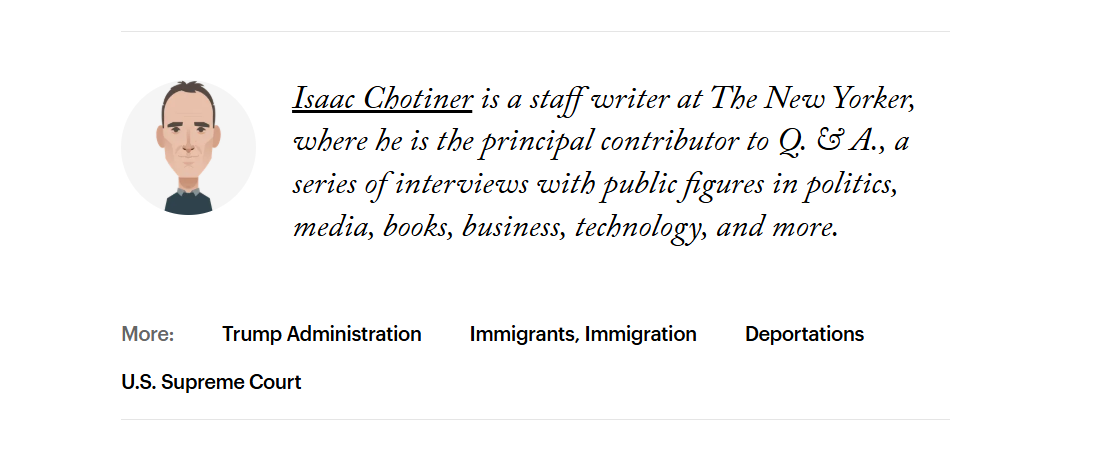 Isaac Chotiner is a staff writer at The New Yorker,
where he is the principal contributor to Q. & A., a
series of interviews with public figures in politics,
media, books, business, technology, and more.
More: Trump Administration Immigrants, Immigration Deportations
U.S. Supreme Court